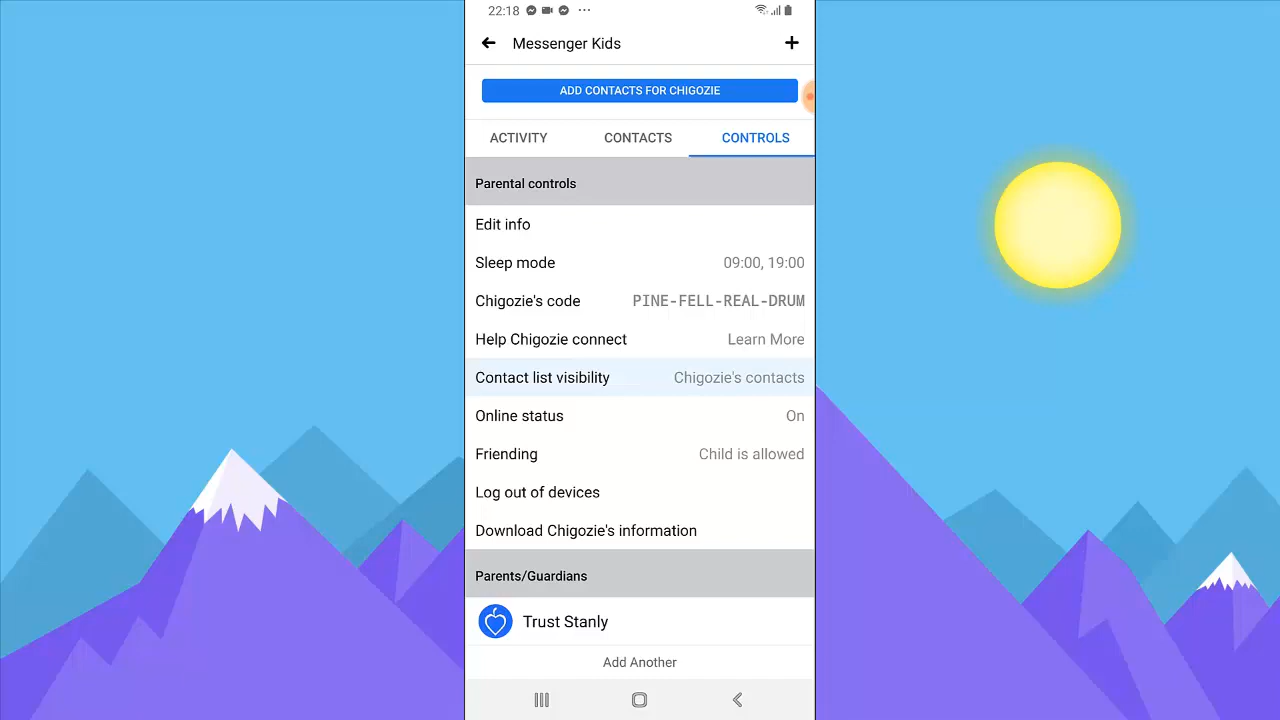 22:18
Messenger Kids
ADD CONTACTS FOR CHIGOZIE
ACTIVITY CONTACTS CONTROLS
Parental controls
Edit info
Sleep mode 09:00, 19:00
Chigozie's code PINE-FELL-REAL-DRUM
Help Chigozie connect Learn More
Contact list visibility Chigozie's contacts
Online status On
Friending Child is allowed
Log out of devices
Download Chigozie's information
Parents/Guardians
Trust Stanly
Add Another